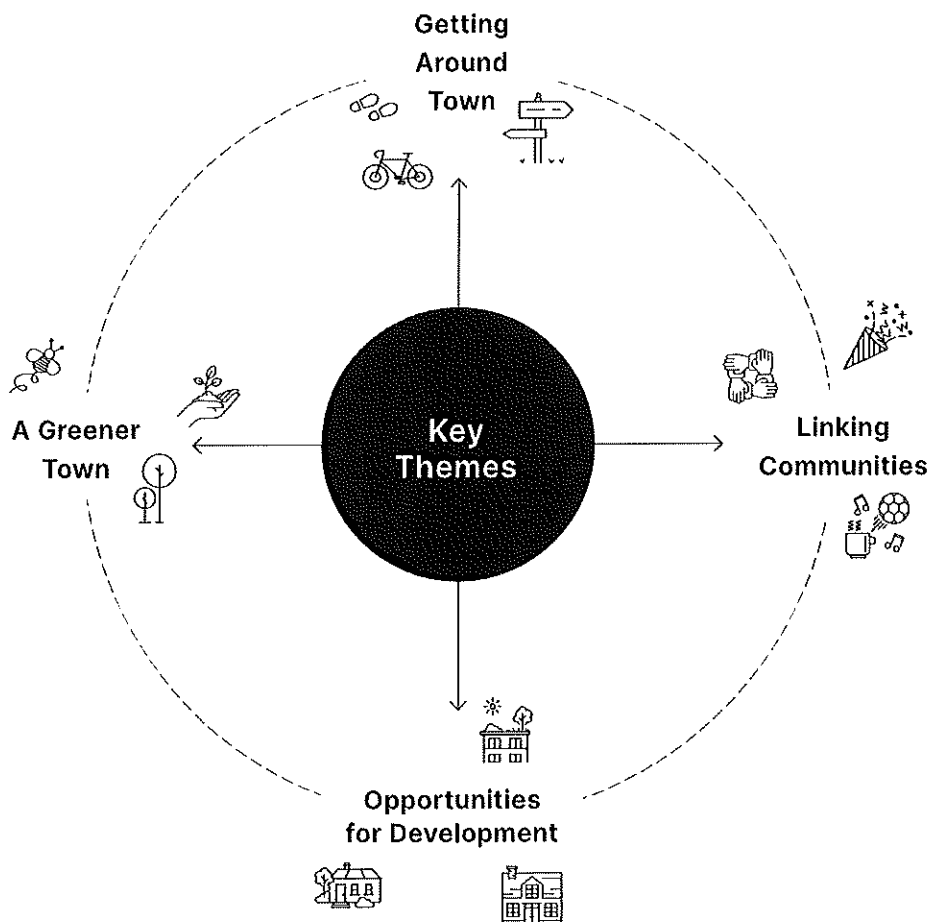 Getting
Around
Town
A Greener
Town
Key
Themes
Linking
Communities
Opportunities
for Development